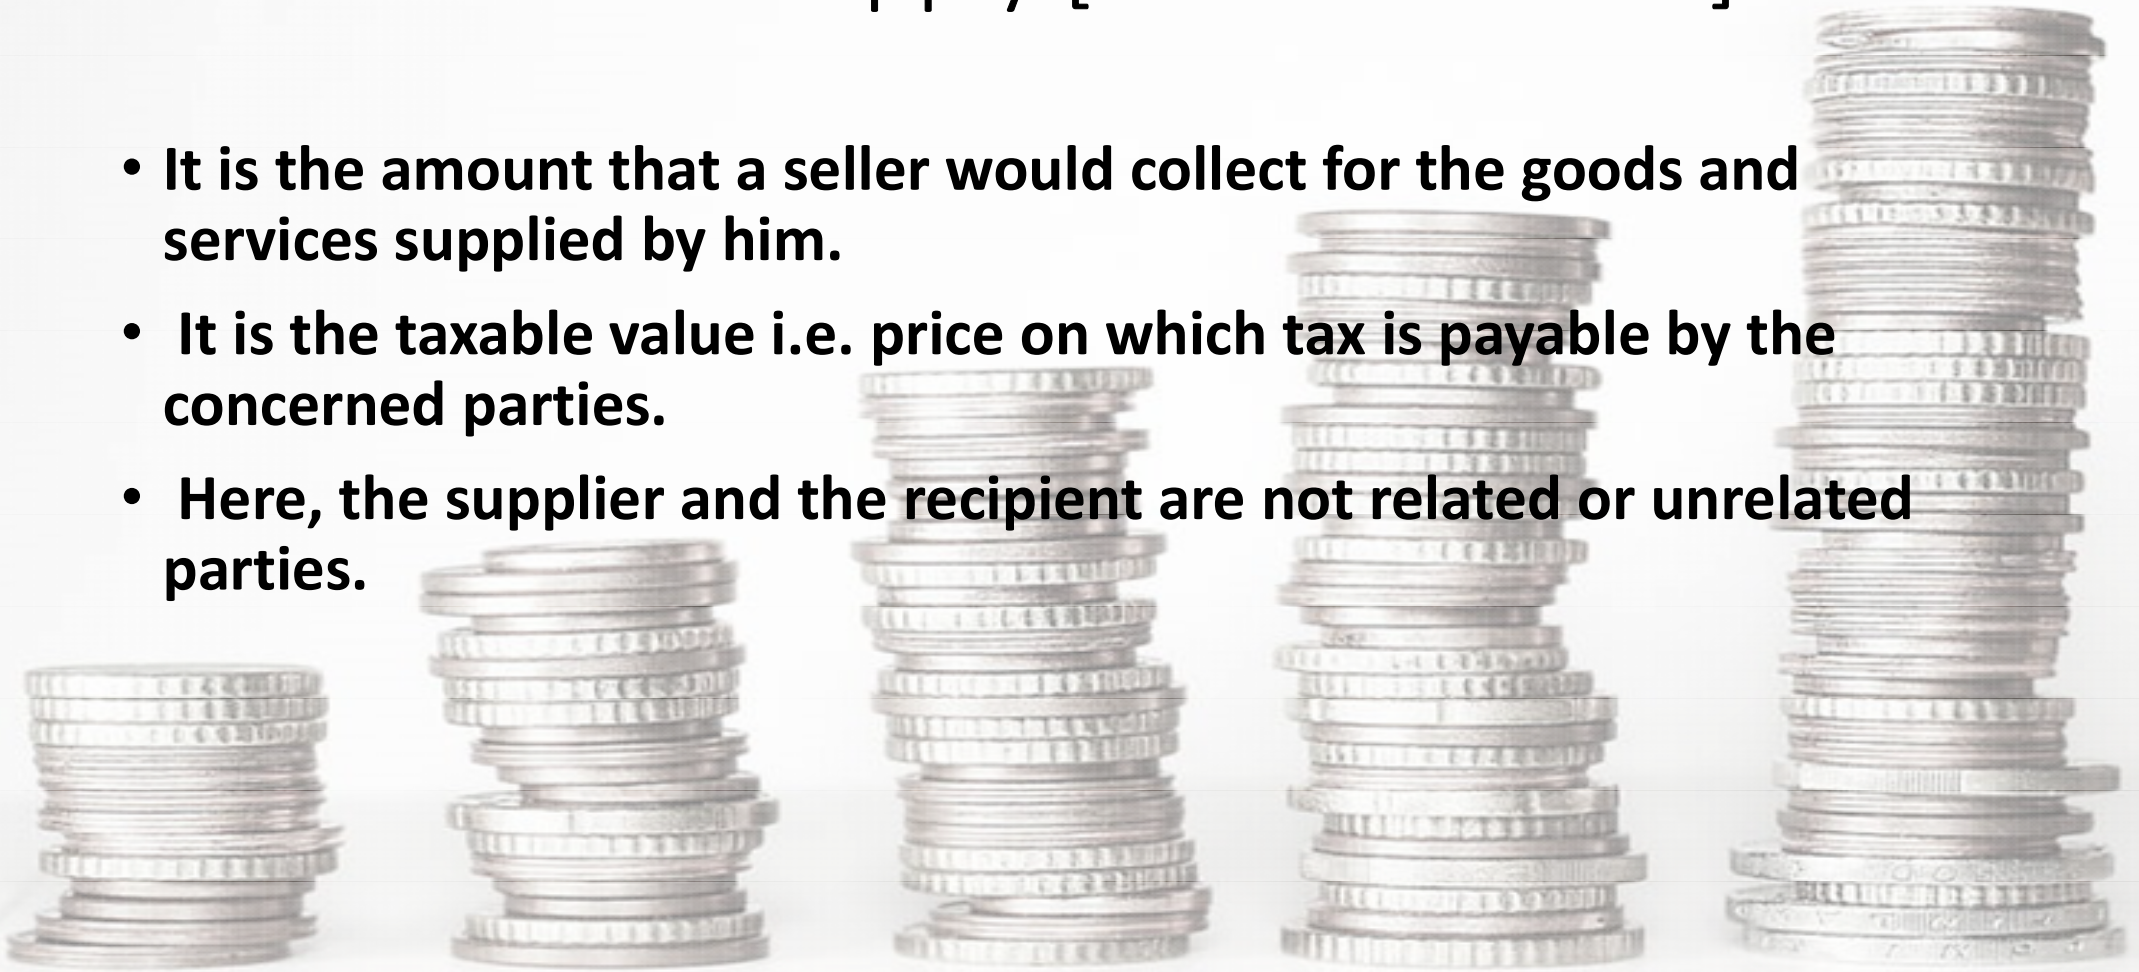 • It is the amount that a seller would collect for the goods and
services supplied by him.
• It is the taxable value i.e. price on which tax is payable by the
concerned parties.
• Here, the supplier and the recipient are not related or unrelated
parties.